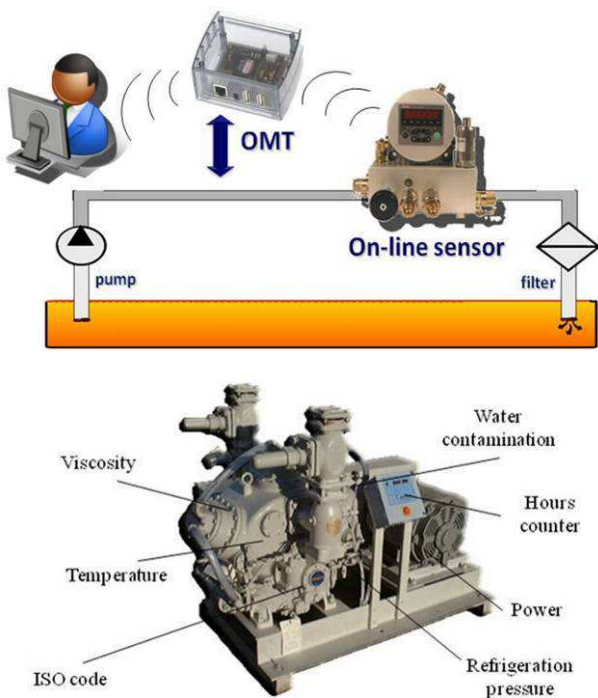 OMT
On-line sensor
pump
filter
Water
contamination
Viscosity
Hours
counter
Temperature
Power
ISO code
Refrigeration
pressure